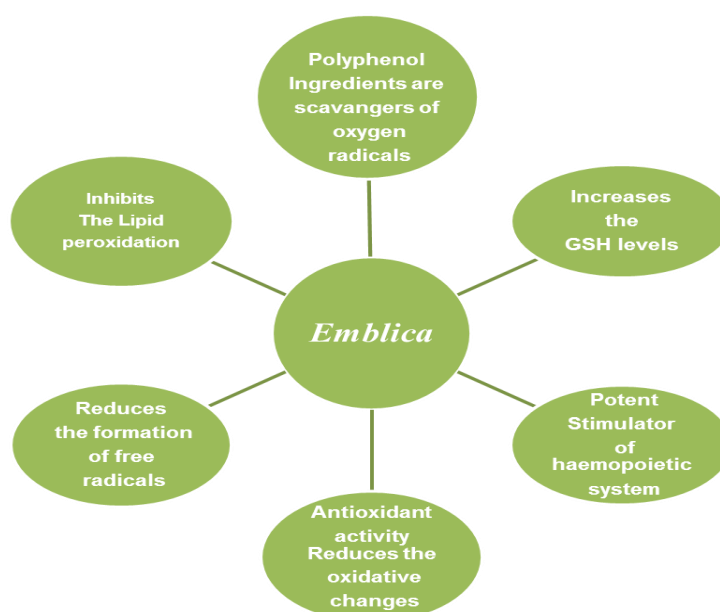 Polyphenol
Ingredients are
scavangers of
oxygen
radicals
Inhibits
The Lipid
peroxidation
Increases
the
GSH levels
Emblica
Reduces
the formation
of free
radicals
Potent
Stimulator
of
haemopoietic
system
Antioxidant
activity
Reduces the
oxidative
changes